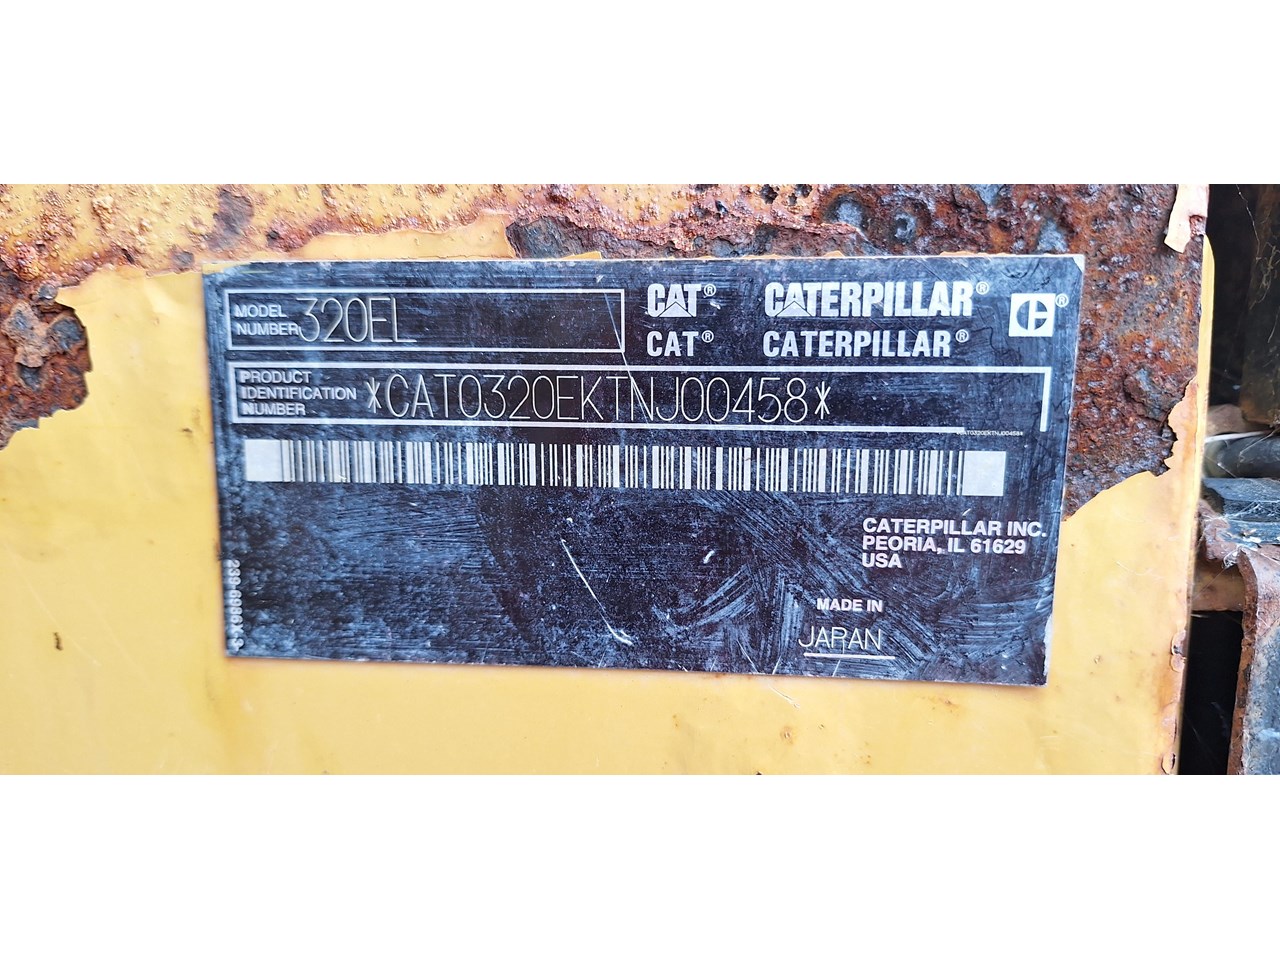 MODEL NUMBER 320EL
CAT® CATERPILLAR® C®
CAT® CATERPILLAR®
PRODUCT IDENTIFICATION NUMBER *CAT0320EKTNJ00458*
*CAT0320EKTNJ00458*
CATERPILLAR INC.
PEORIA, IL 61629
USA
MADE IN
JAPAN